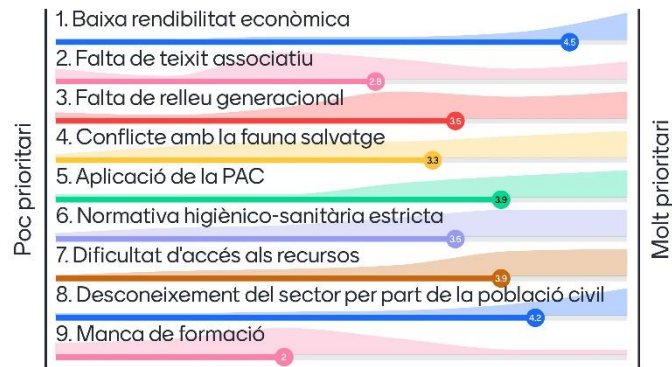 1. Baixa rendibilitat econòmica
4.5
2. Falta de teixit associatiu
2.8
3. Falta de relleu generacional
3.5
4. Conflicte amb la fauna salvatge
3.3
5. Aplicació de la PAC
3.9
6. Normativa higiènico-sanitària estricta
3.5
7. Dificultat d'accés als recursos
3.9
8. Desconeixement del sector per part de la població civil
4.2
9. Manca de formació
2
Poc prioritari
Molt prioritari